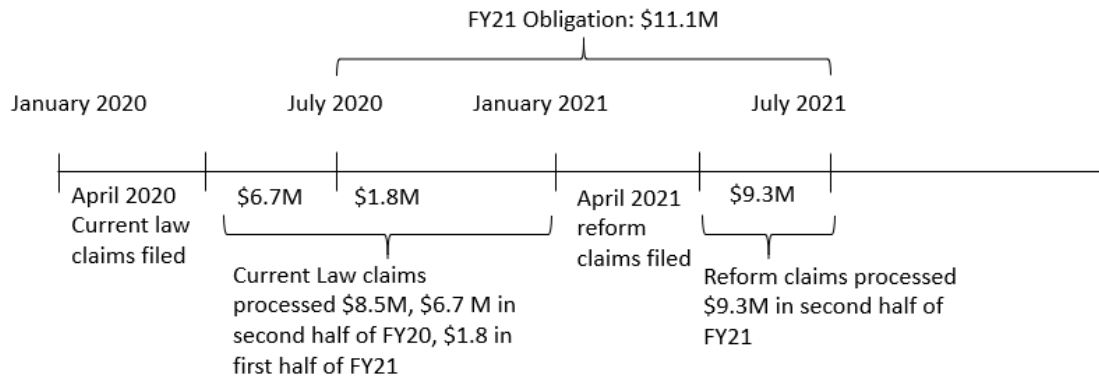 FY21 Obligation: $11.1M
January 2020
July 2020
January 2021
July 2021
April 2020
Current law
claims filed
$6.7M
$1.8M
April 2021
reform
claims filed
$9.3M
Current Law claims
processed $8.5M, $6.7 M in
second half of FY20, $1.8 in
first half of FY21
Reform claims processed
$9.3M in second half of
FY21